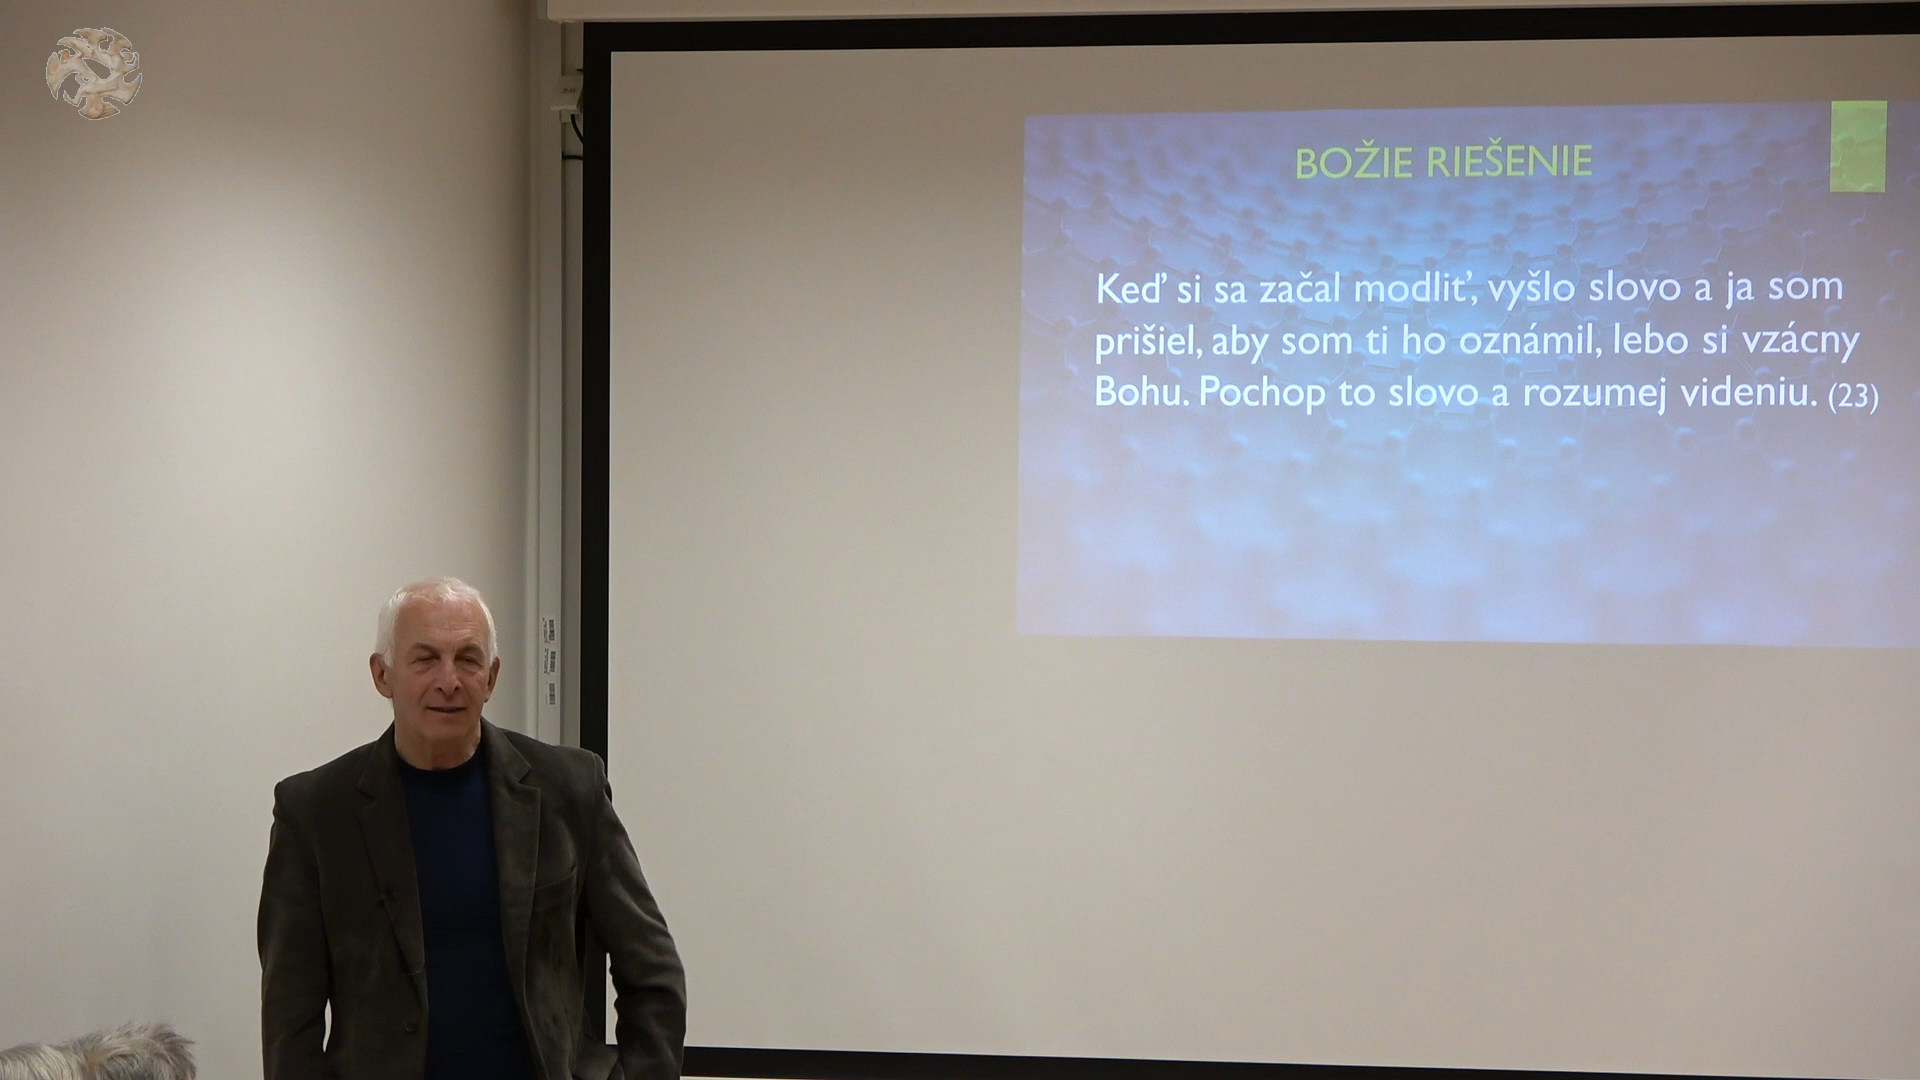 BOŽIE RIEŠENIE
Keď si sa začal modliť, vyšlo slovo a ja som
prišiel, aby som ti ho oznámil, lebo si vzácny
Bohu. Pochop to slovo a rozumej videniu. (23)